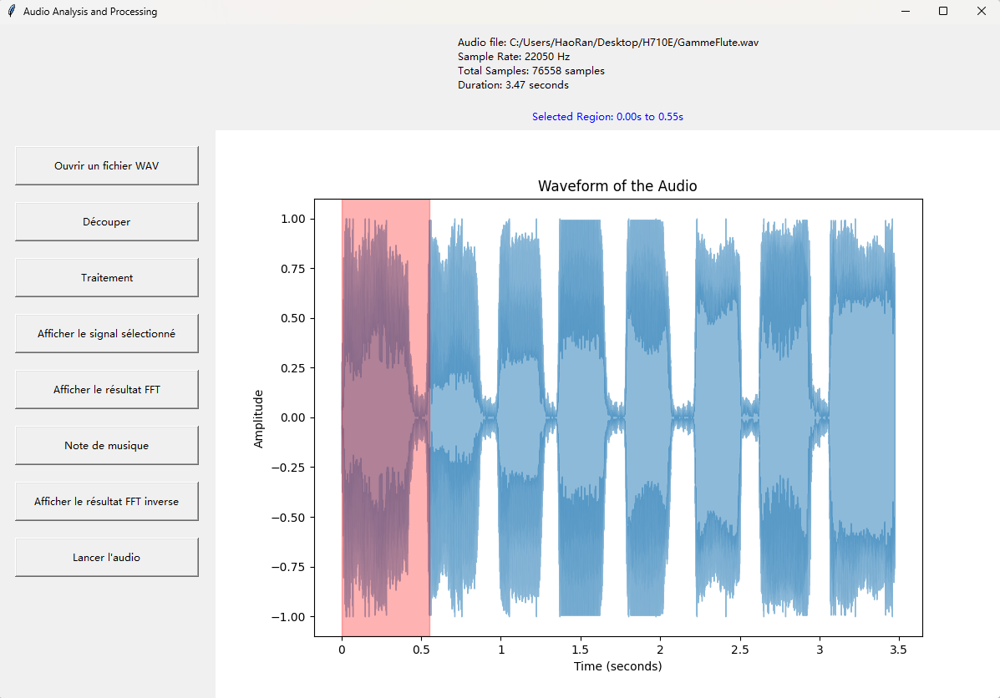 Audio Analysis and Processing
Audio file: C:/Users/HaoRan/Desktop/H710E/GammeFlute.wav
Sample Rate: 22050 Hz
Total Samples: 76558 samples
Duration: 3.47 seconds
Selected Region: 0.00s to 0.55s
Ouvrir un fichier WAV
Découper
Traitement
Afficher le signal sélectionné
Afficher le résultat FFT
Note de musique
Afficher le résultat FFT inverse
Lancer l'audio
Waveform of the Audio
1.00
0.75
0.50
0.25
0.00
−0.25
−0.50
−0.75
−1.00
Amplitude
0 0.5 1 1.5 2 2.5 3 3.5
Time (seconds)